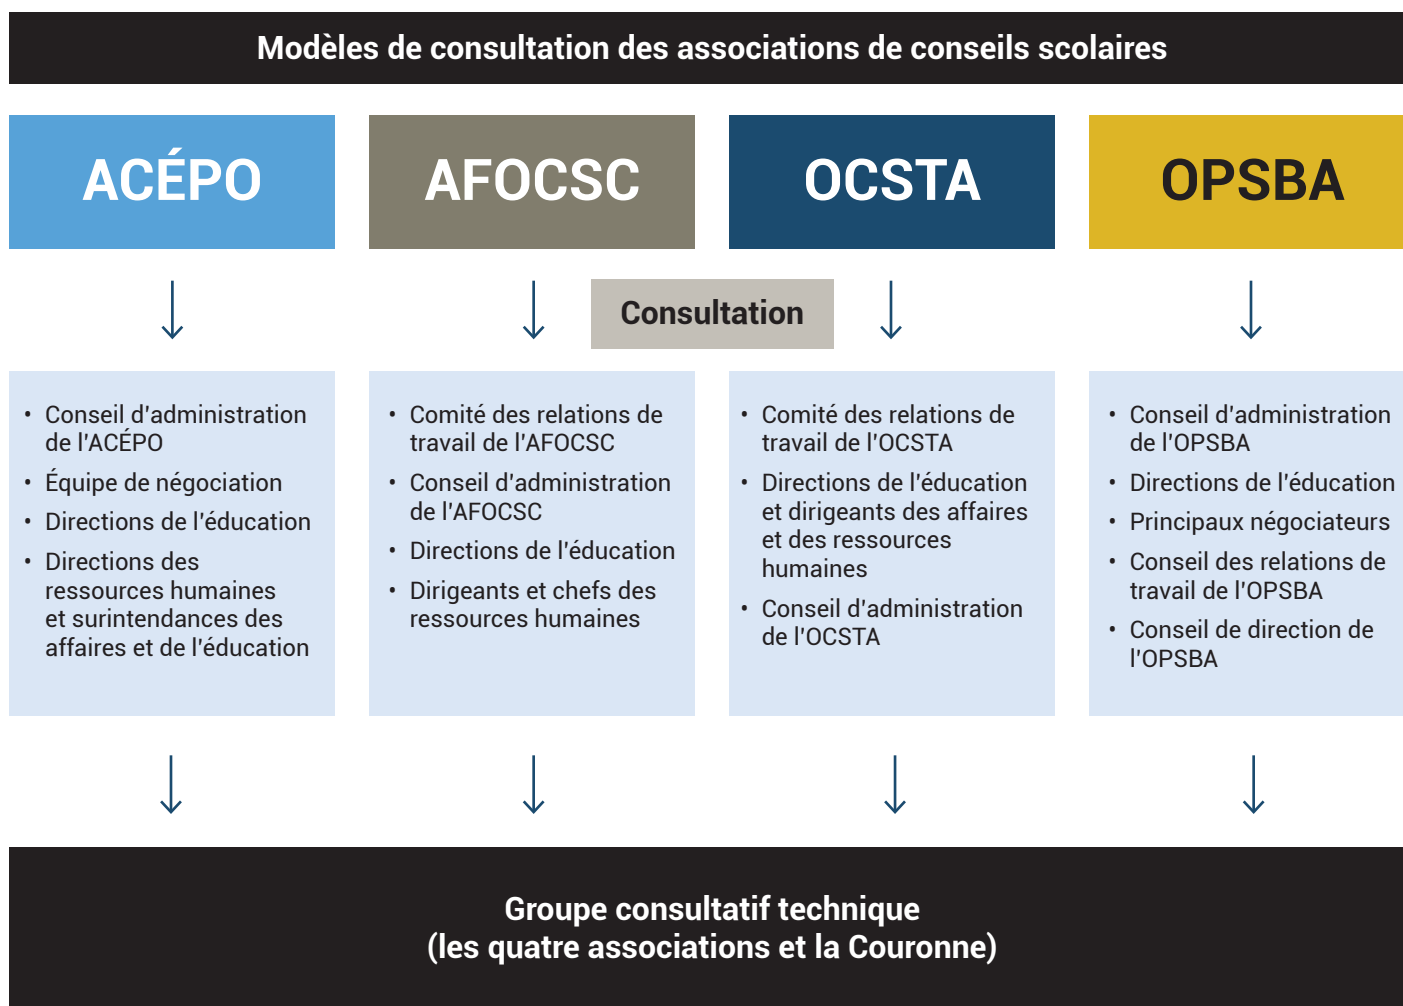 Modèles de consultation des associations de conseils scolaires
ACÉPO
AFOCSC
OCSTA
OPSBA
Consultation
• Conseil d'administration
de l'ACÉPO
• Équipe de négociation
• Directions de l'éducation
• Directions des
ressources humaines
et surintendances des
affaires et de l'éducation
• Comité des relations de
travail de l'AFOCSC
• Conseil d'administration
de l'AFOCSC
• Directions de l'éducation
• Dirigeants et chefs des
ressources humaines
• Comité des relations de
travail de l'OCSTA
• Directions de l'éducation
et dirigeants des affaires
et des ressources
humaines
• Conseil d'administration
de l'OCSTA
• Conseil d'administration
de l'OPSBA
• Directions de l'éducation
• Principaux négociateurs
• Conseil des relations de
travail de l'OPSBA
• Conseil de direction de
l'OPSBA
Groupe consultatif technique
(les quatre associations et la Couronne)